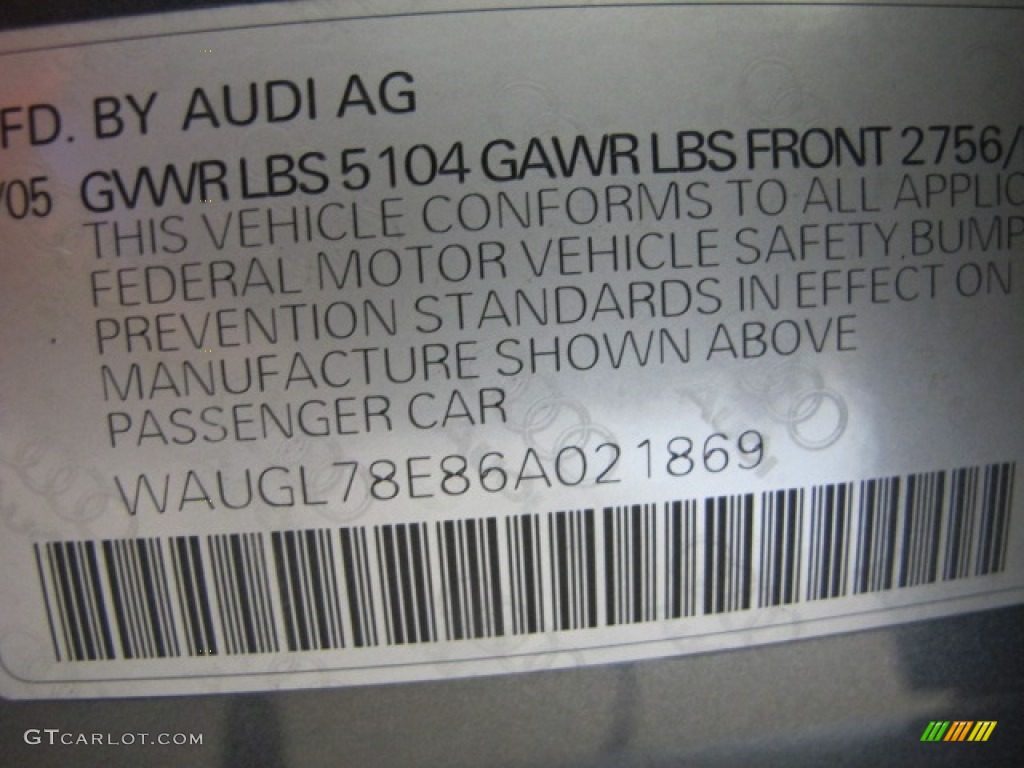 FD. BY AUDI AG
/05 GVWR LBS 5104 GAWR LBS FRONT 2756/
THIS VEHICLE CONFORMS TO ALL APPLIC
FEDERAL MOTOR VEHICLE SAFETY, BUMP
PREVENTION STANDARDS IN EFFECT ON
MANUFACTURE SHOWN ABOVE
PASSENGER CAR
WAUGL78E86A021869
GTCARLOT.COM